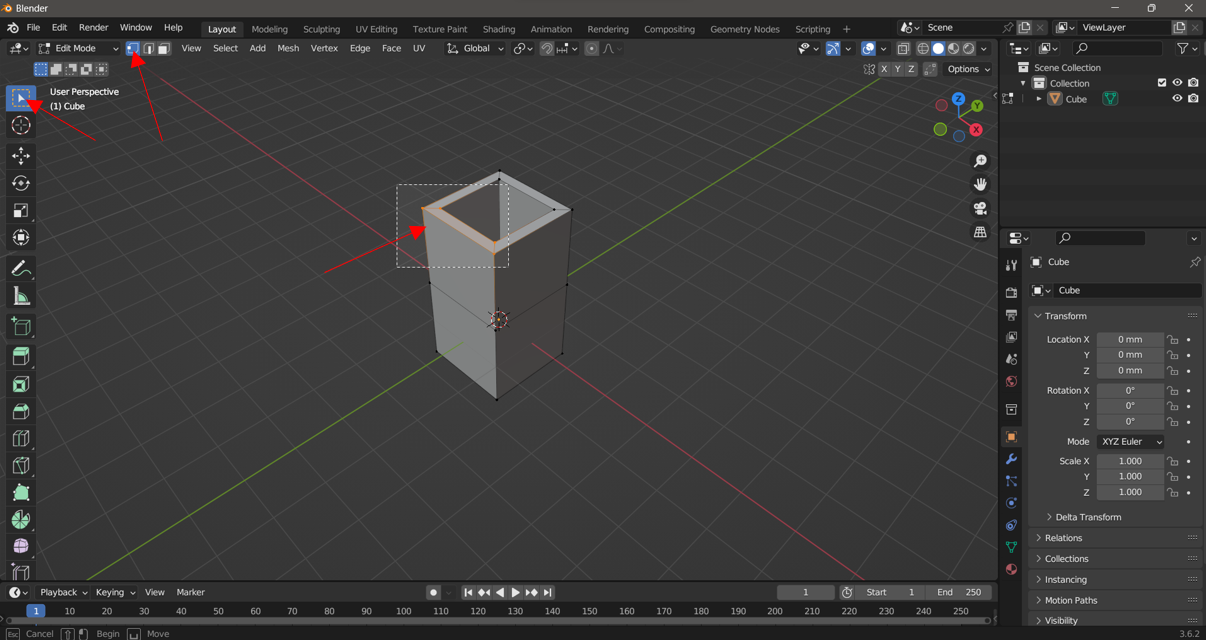 Blender
File Edit Render Window Help Layout Modeling Sculpting UV Editing Texture Paint Shading Animation Rendering Compositing Geometry Nodes Scripting + Scene ViewLayer
Edit Mode View Select Add Mesh Vertex Edge Face UV Global
X Y Z Options
User Perspective
(1) Cube
Z
Y
X
Scene Collection
Collection
Cube
Cube
Cube
Transform
Location X 0 mm
Y 0 mm
Z 0 mm
Rotation X 0°
Y 0°
Z 0°
Mode XYZ Euler
Scale X 1.000
Y 1.000
Z 1.000
Delta Transform
Relations
Collections
Instancing
Motion Paths
Visibility
Playback Keying View Marker 1 Start 1 End 250
1 10 20 30 40 50 60 70 80 90 100 110 120 130 140 150 160 170 180 190 200 210 220 230 240 250
Esc Cancel Begin Move 3.6.2